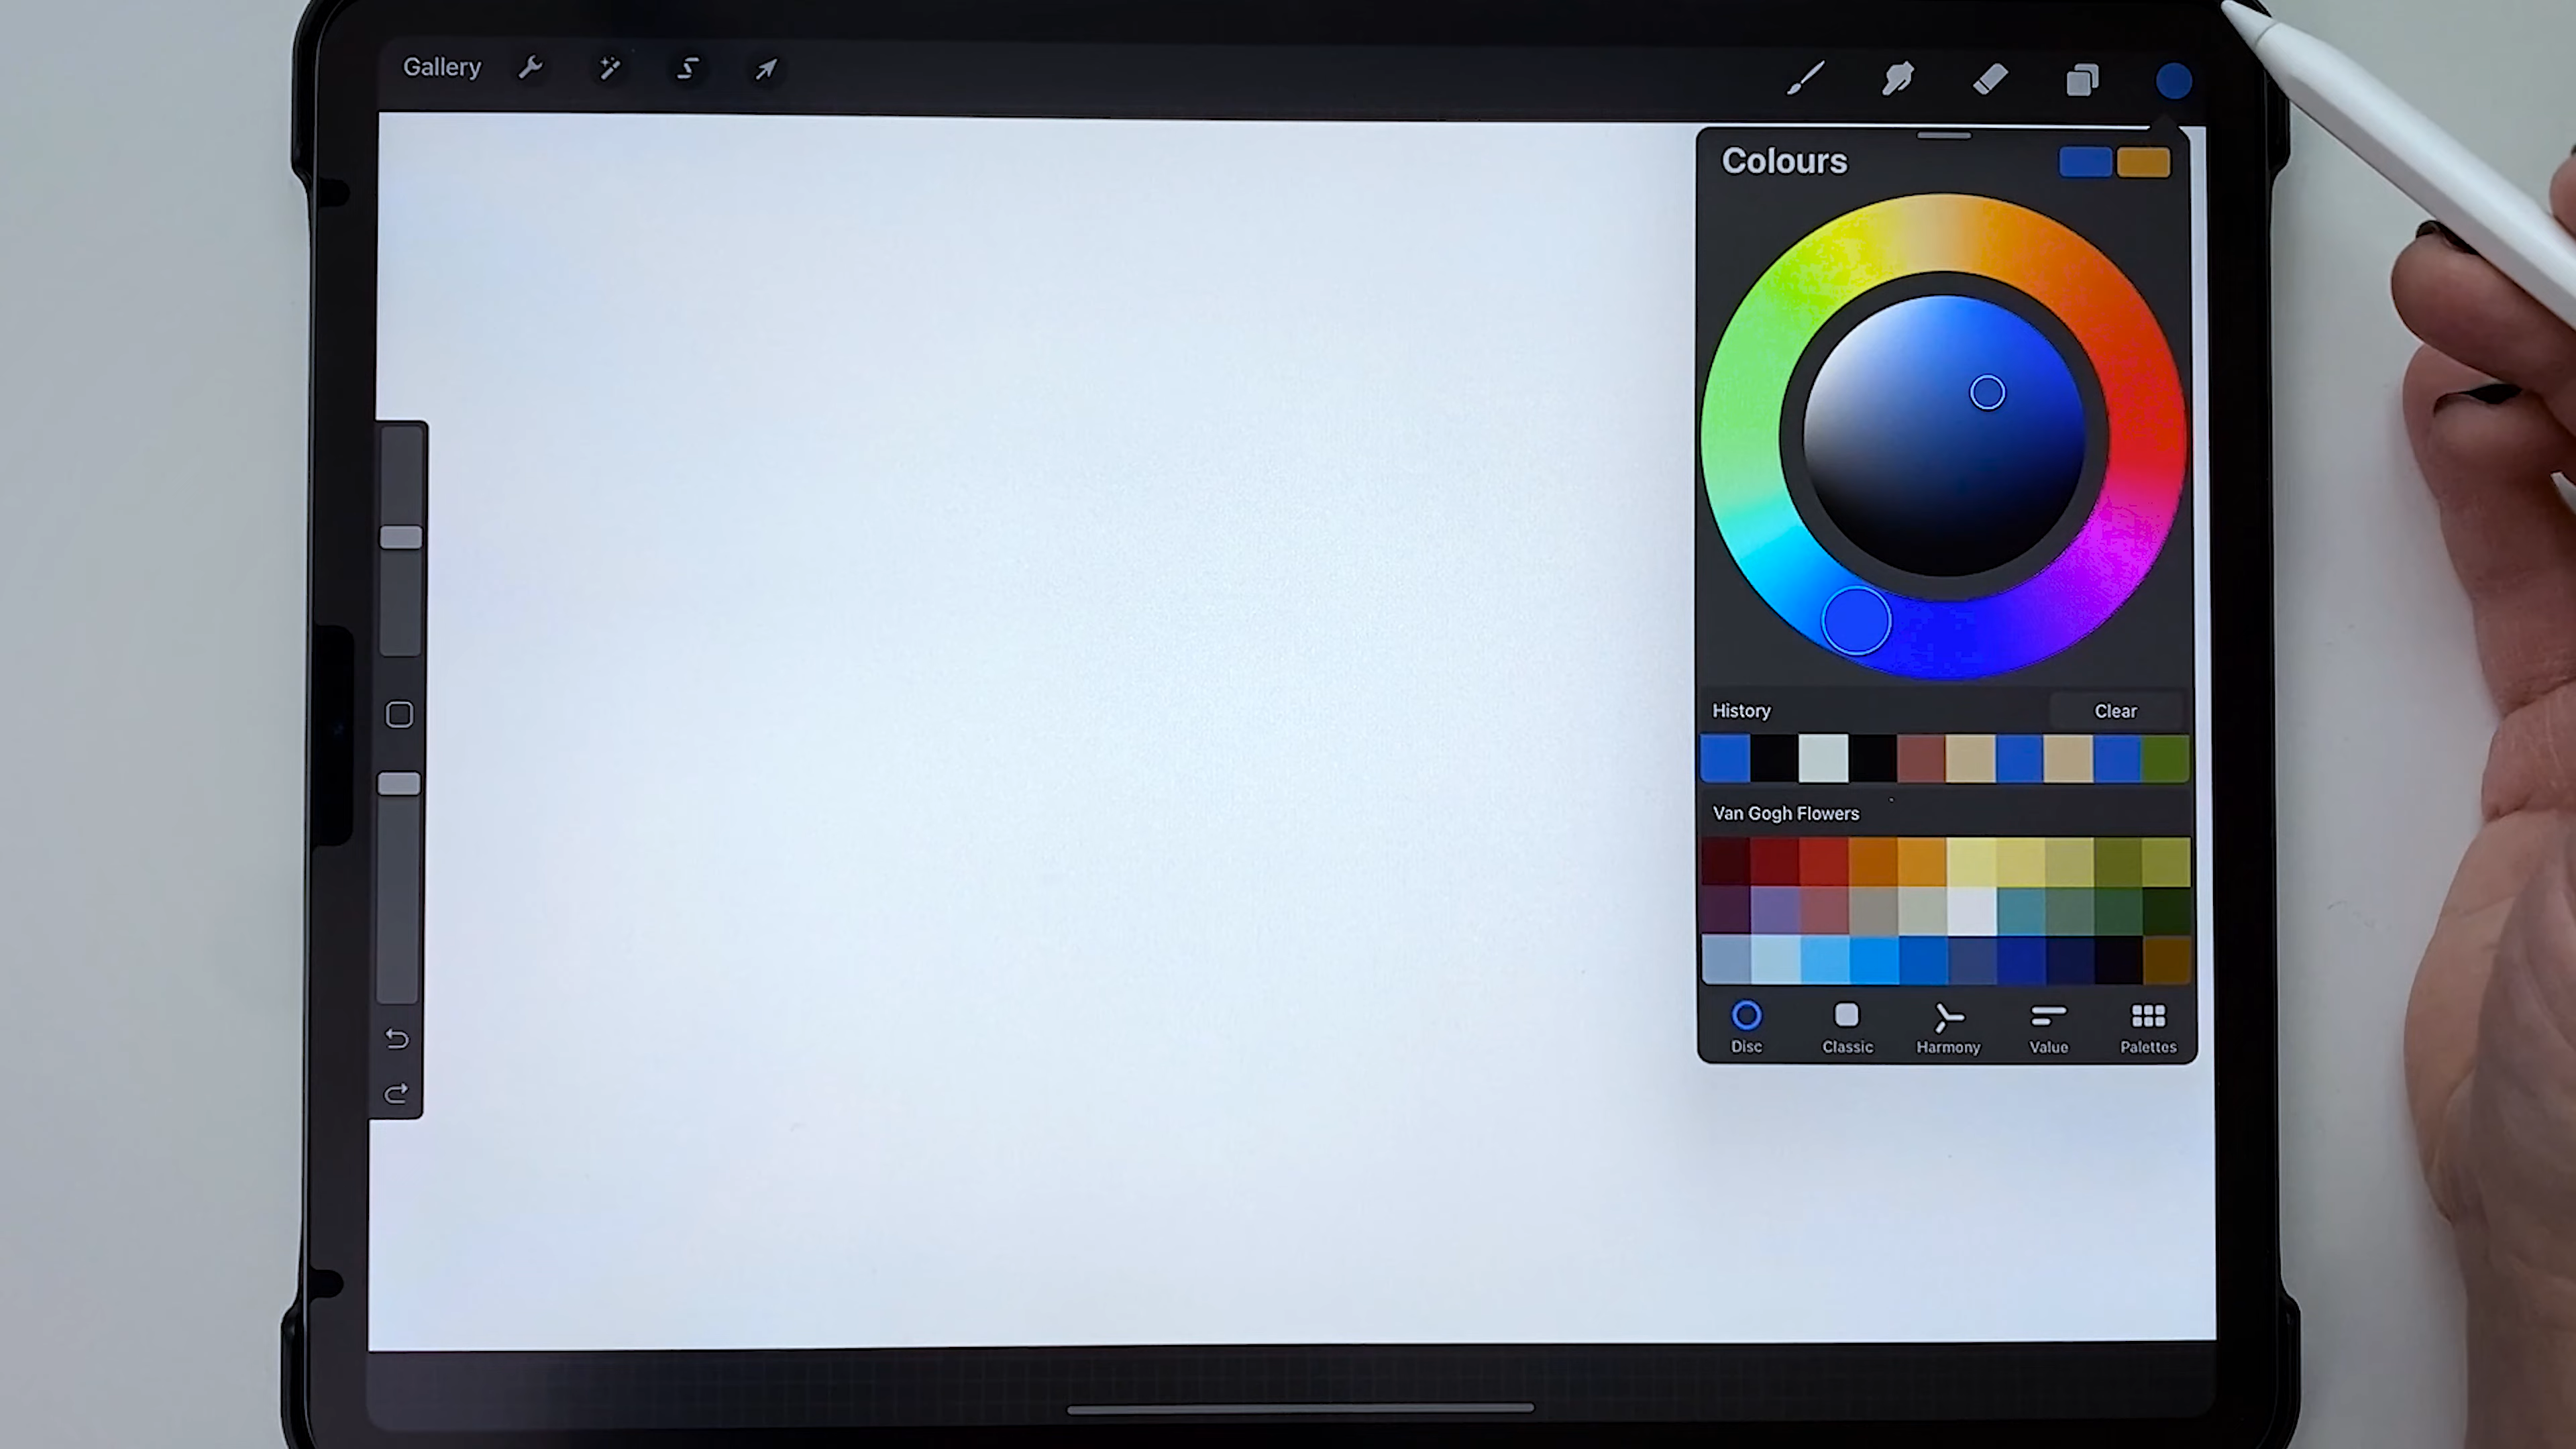 Gallery
Colours
History
Clear
Van Gogh Flowers
Disc
Classic
Harmony
Value
Palettes